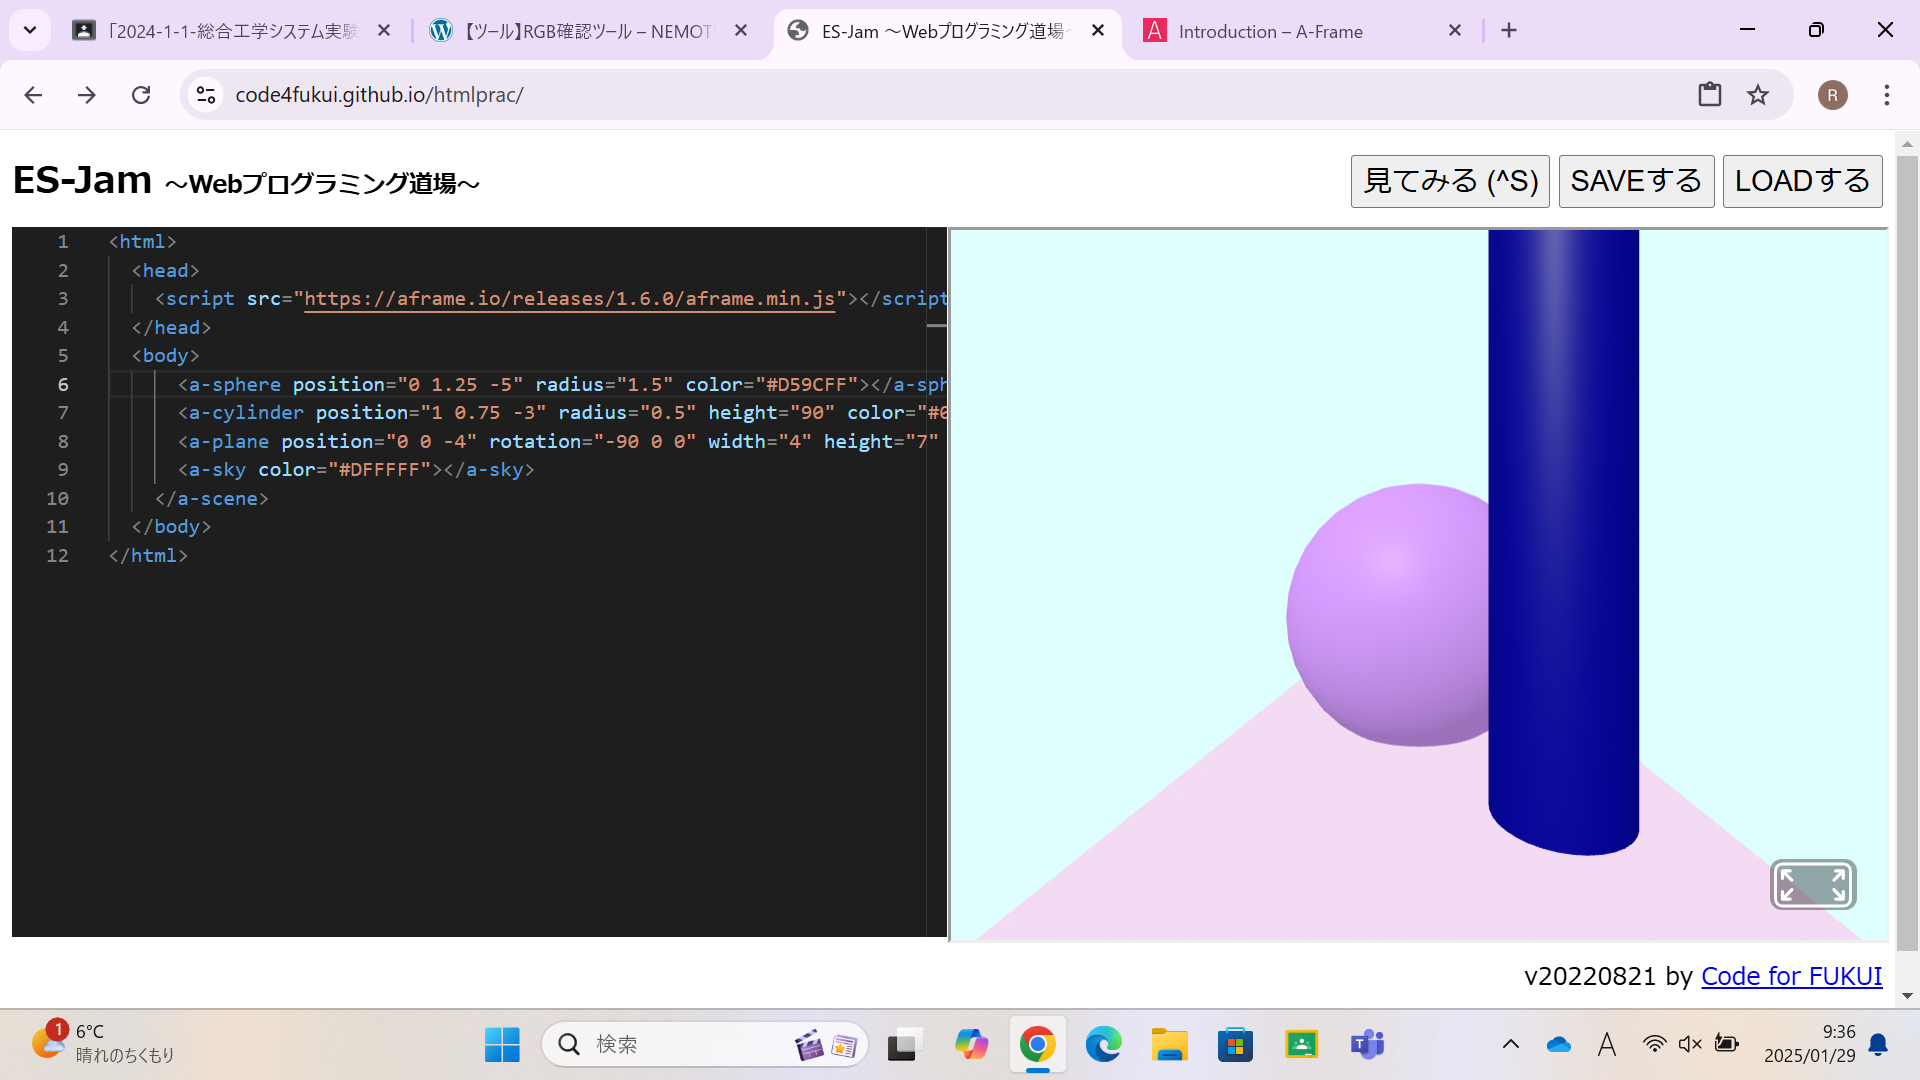 「2024-1-1-総合工学システム実験
【ツール】RGB確認ツール – NEMOT
ES-Jam ～Webプログラミング道場～
Introduction – A-Frame
code4fukui.github.io/htmlprac/
R
ES-Jam ～Webプログラミング道場～
見てみる (^S)
SAVEする
LOADする
1 <html>
2 <head>
3 <script src="https://aframe.io/releases/1.6.0/aframe.min.js"></script
4 </head>
5 <body>
6 <a-sphere position="0 1.25 -5" radius="1.5" color="#D59CFF"></a-sph
7 <a-cylinder position="1 0.75 -3" radius="0.5" height="90" color="#
8 <a-plane position="0 0 -4" rotation="-90 0 0" width="4" height="7"
9 <a-sky color="#DFFFFF"></a-sky>
10 </a-scene>
11 </body>
12 </html>
v20220821 by Code for FUKUI
1
6°C
晴れのちくもり
検索
A
9:36
2025/01/29